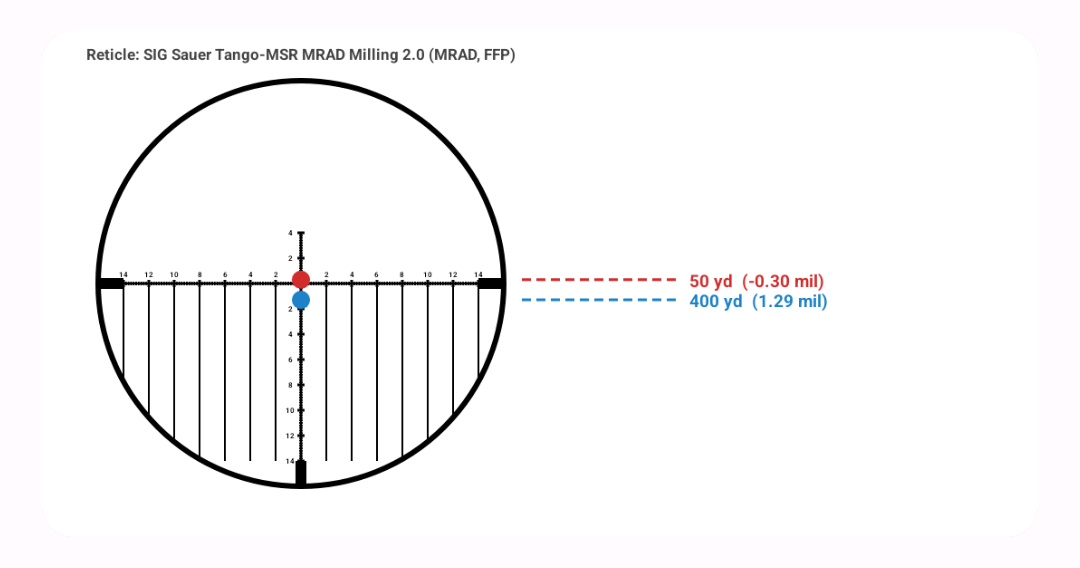 Reticle: SIG Sauer Tango-MSR MRAD Milling 2.0 (MRAD, FFP)
4
2
14 12 10 8 6 4 2 2 4 6 8 10 12 14
50 yd (-0.30 mil)
400 yd (1.29 mil)
2
4
6
8
10
12
14